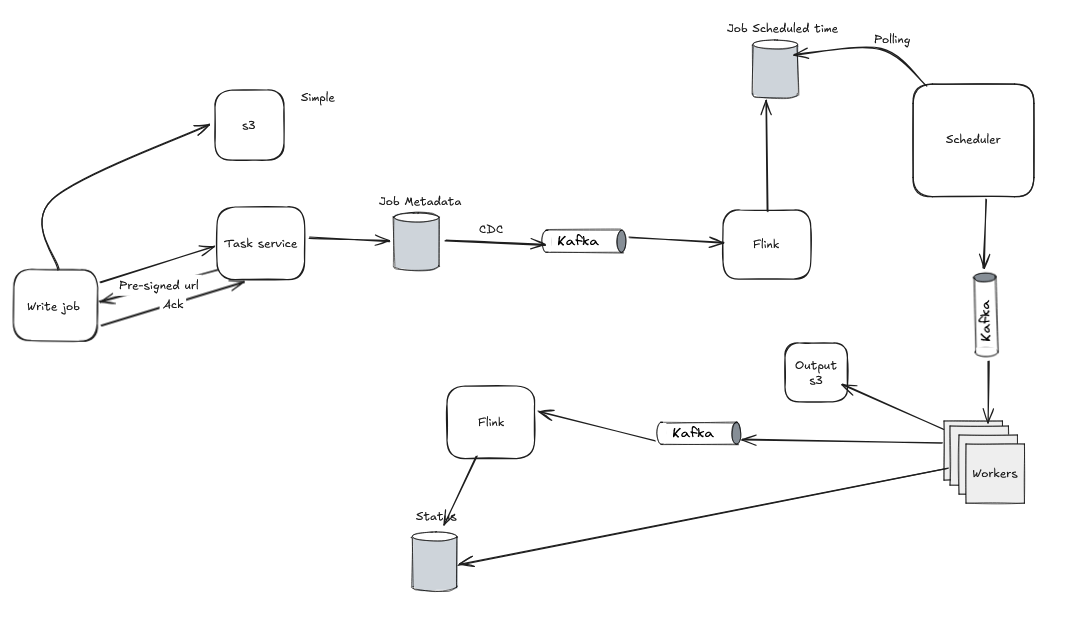 Job Scheduled time
Polling
s3
Simple
Scheduler
Job Metadata
CDC
Task service
Kafka
Flink
Pre-signed url
Ack
Write job
Kafka
Output
s3
Flink
Kafka
Workers
Status